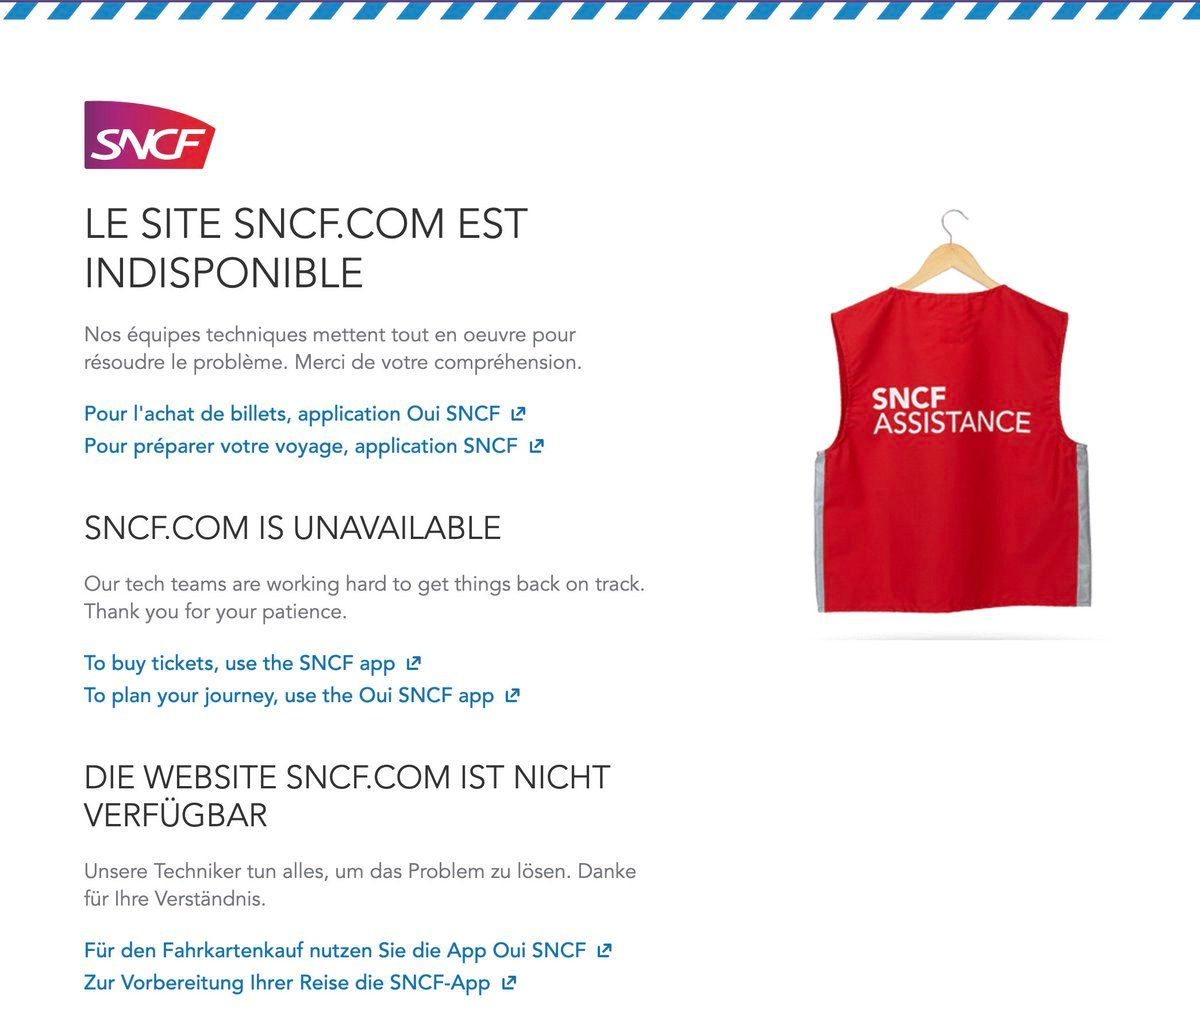 SNCF
LE SITE SNCF.COM EST
INDISPONIBLE
Nos équipes techniques mettent tout en oeuvre pour
résoudre le problème. Merci de votre compréhension.
Pour l'achat de billets, application Oui SNCF
Pour préparer votre voyage, application SNCF
SNCF.COM IS UNAVAILABLE
Our tech teams are working hard to get things back on track.
Thank you for your patience.
To buy tickets, use the SNCF app
To plan your journey, use the Oui SNCF app
DIE WEBSITE SNCF.COM IST NICHT
VERFÜGBAR
Unsere Techniker tun alles, um das Problem zu lösen. Danke
für Ihre Verständnis.
Für den Fahrkartenkauf nutzen Sie die App Oui SNCF
Zur Vorbereitung Ihrer Reise die SNCF-App
SNCF
ASSISTANCE